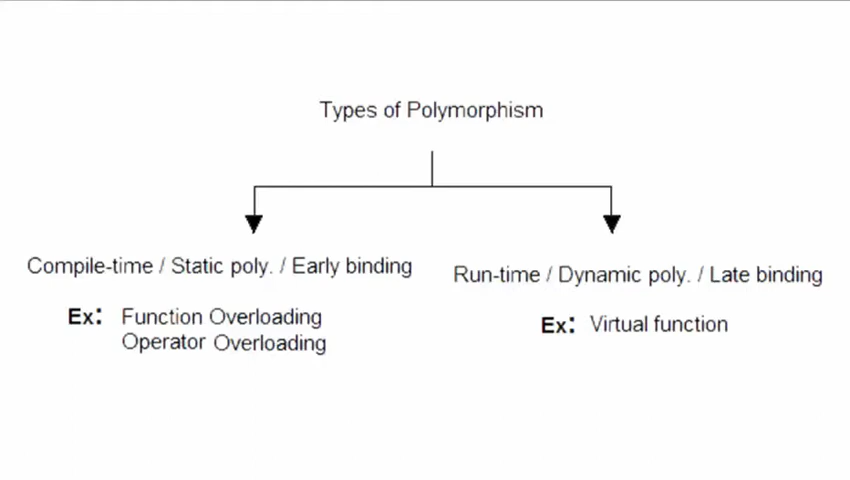 Types of Polymorphism
Compile-time / Static poly. / Early binding
Run-time / Dynamic poly. / Late binding
Ex: Function Overloading
Operator Overloading
Ex: Virtual function